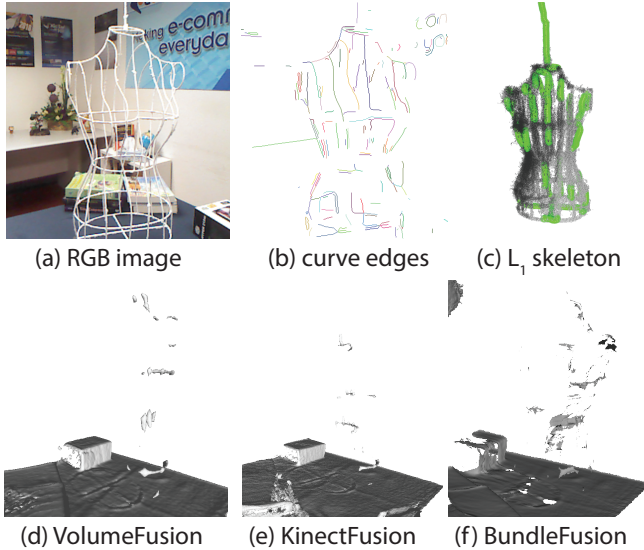 king e-comm
everyda
(a) RGB image
(b) curve edges
(c) L₁ skeleton
(d) VolumeFusion
(e) KinectFusion
(f) BundleFusion